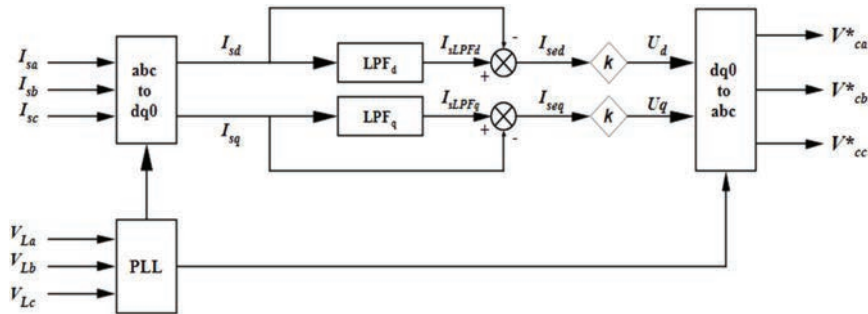 I_sa
I_sb
I_sc
abc
to
dq0
I_sd
I_sq
LPF_d
LPF_q
I_sLPFd
I_sLPFq
-
+
+
-
I_sed
I_seq
k
k
U_d
U_q
dq0
to
abc
V*_ca
V*_cb
V*_cc
V_La
V_Lb
V_Lc
PLL